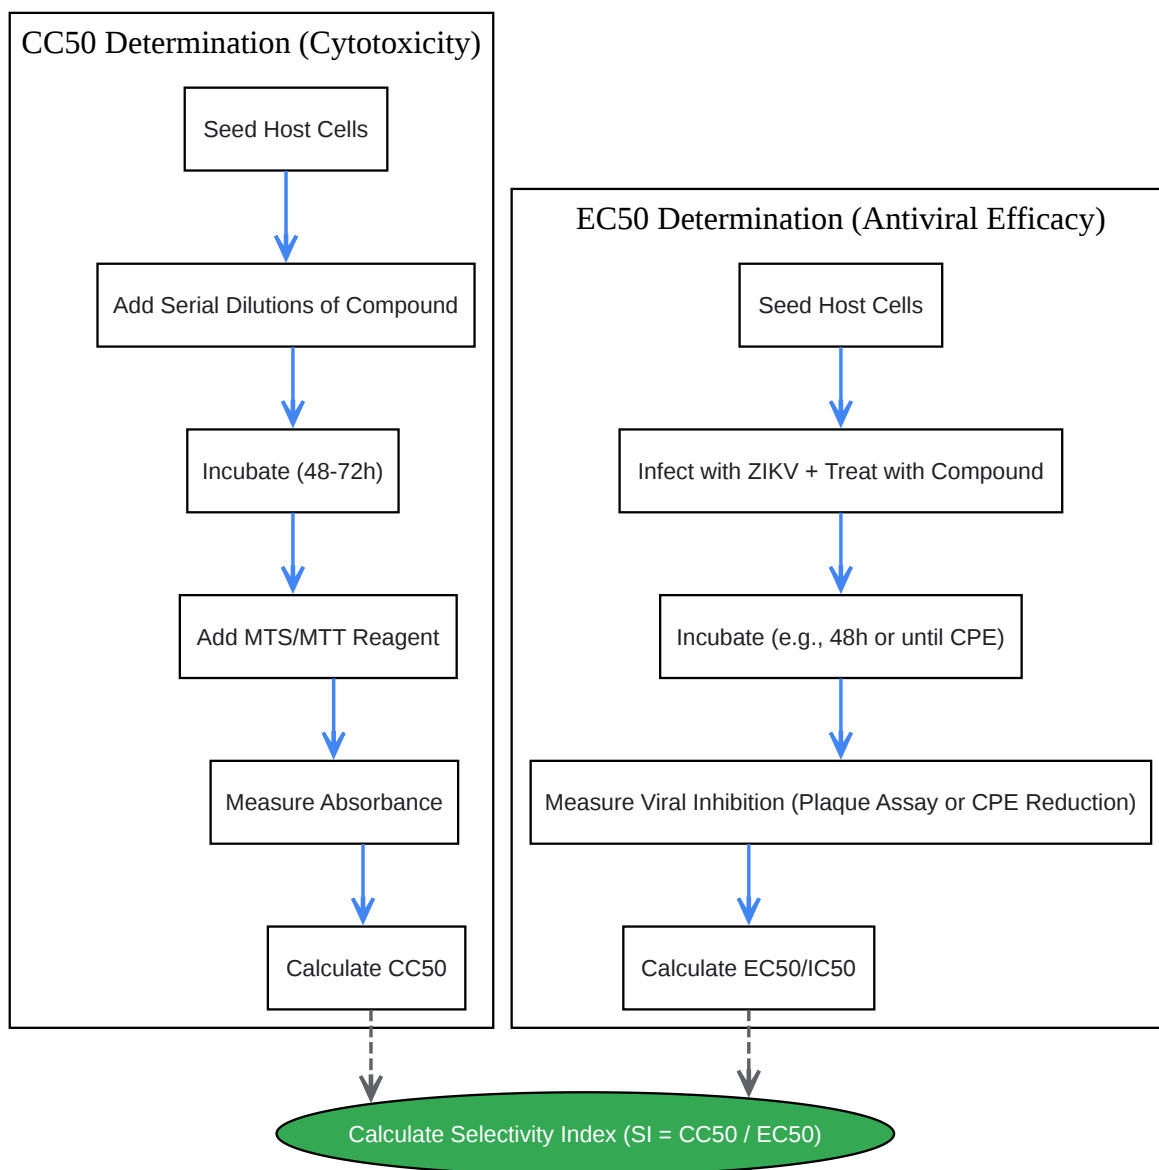 CC50 Determination (Cytotoxicity)
Seed Host Cells
Add Serial Dilutions of Compound
Incubate (48-72h)
Add MTS/MTT Reagent
Measure Absorbance
Calculate CC50
EC50 Determination (Antiviral Efficacy)
Seed Host Cells
Infect with ZIKV + Treat with Compound
Incubate (e.g., 48h or until CPE)
Measure Viral Inhibition (Plaque Assay or CPE Reduction)
Calculate EC50/IC50
Calculate Selectivity Index (SI = CC50 / EC50)